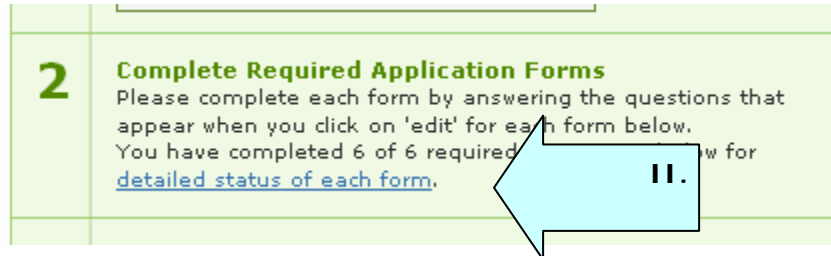 2
Complete Required Application Forms
Please complete each form by answering the questions that
appear when you click on 'edit' for each form below.
You have completed 6 of 6 required for
detailed status of each form.
II.